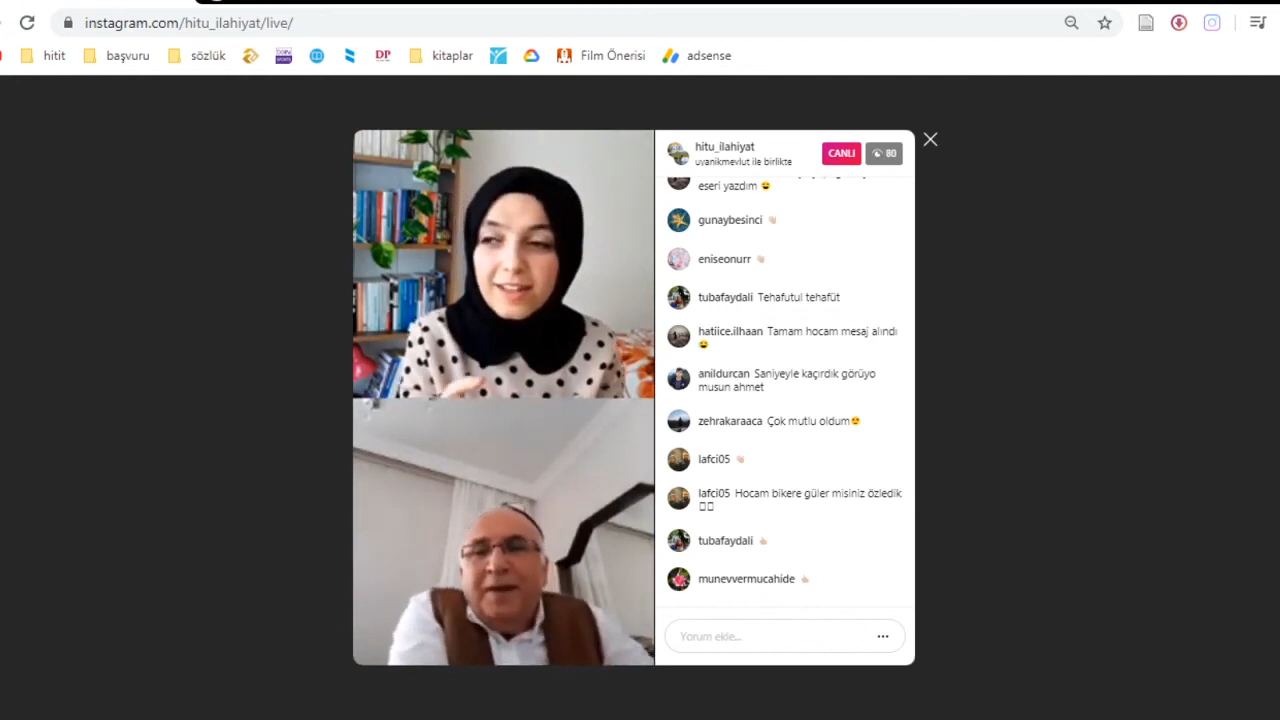 instagram.com/hitu_ilahiyat/live/
hitit
başvuru
sözlük
DP
kitaplar
Film Önerisi
adsense
hitu_ilahiyat
uyanikmevlut ile birlikte
CANLI
80
eseri yazdım
gunaybesinci
eniseonurr
tubafaydali Tehafutul tehafüt
hatiice.ilhaan Tamam hocam mesaj alındı
anildurcan Saniyeyle kaçırdık görüyo
musun ahmet
zehrakaraaca Çok mutlu oldum
lafci05
lafci05 Hocam bikere güler misiniz özledik
tubafaydali
munevvermucahide
Yorum ekle...